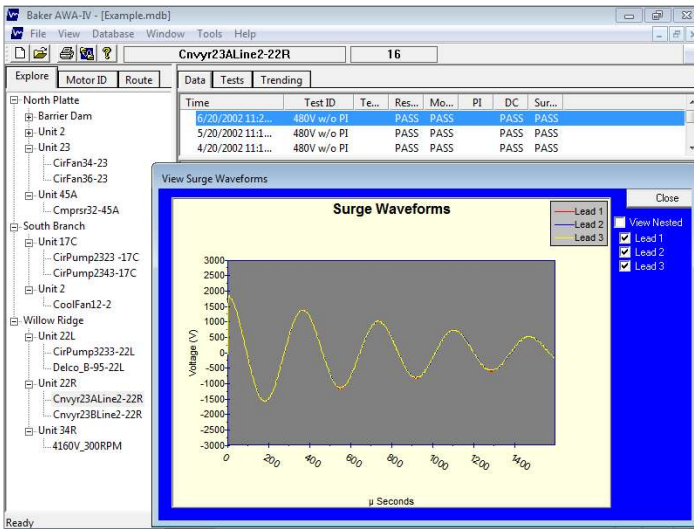 Baker AWA-IV - [Example.mdb]
File View Database Window Tools Help
Cnvyr23ALine2-22R 16
Explore Motor ID Route
Data Tests Trending
North Platte
Barrier Dam
Unit 2
Unit 23
CirFan34-23
CirFan36-23
Unit 45A
Cmprsr32-45A
South Branch
Unit 17C
CirPump2323 -17C
CirPump2343-17C
Unit 2
CoolFan12-2
Willow Ridge
Unit 22L
CirPump3233-22L
Delco_B-95-22L
Unit 22R
Cnvyr23ALine2-22R
Cnvyr23BLine2-22R
Unit 34R
4160V_300RPM
Time Test ID Te... Res... Mo... PI DC Sur...
6/20/2002 11:2... 480V w/o PI PASS PASS PASS PASS
5/20/2002 11:1... 480V w/o PI PASS PASS PASS PASS
4/20/2002 11:1... 480V w/o PI PASS PASS PASS PASS
View Surge Waveforms
Surge Waveforms
Lead 1
Lead 2
Lead 3
Close
View Nested
Lead 1
Lead 2
Lead 3
Voltage (V)
3000
2500
2000
1500
1000
500
0
-500
-1000
-1500
-2000
-2500
-3000
0 200 400 600 800 1000 1200 1400
µ Seconds
Ready